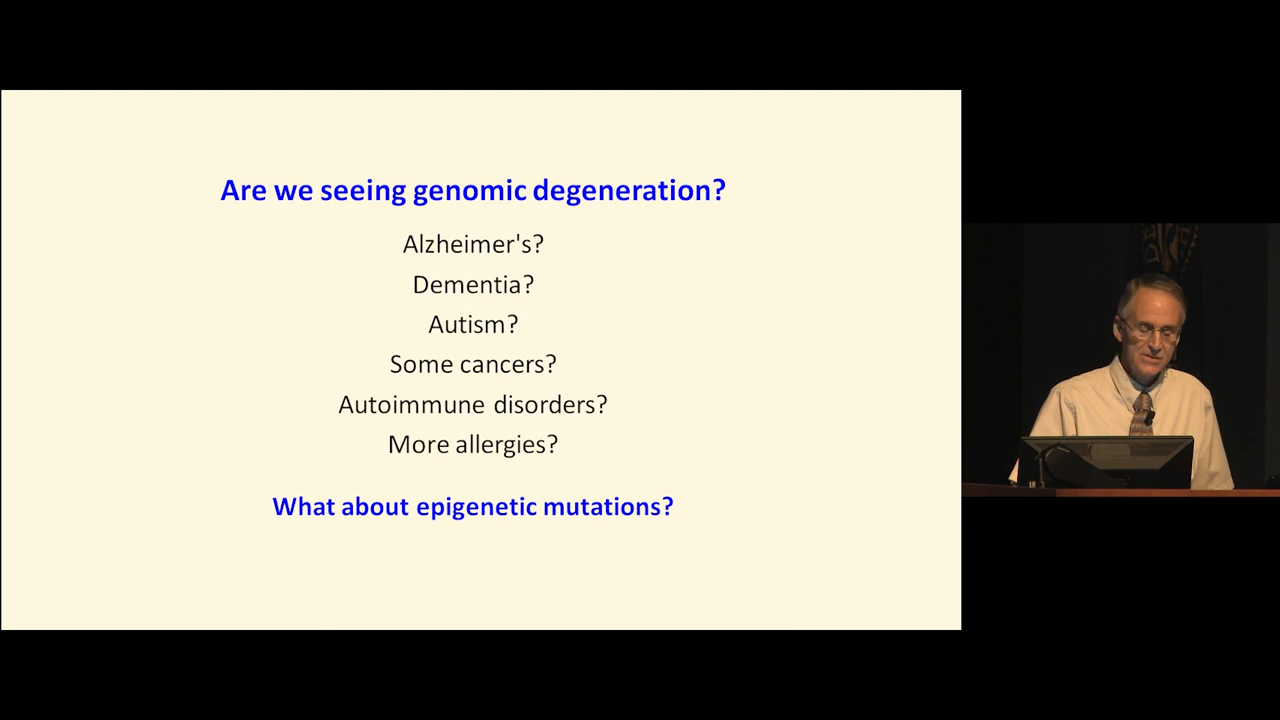 Are we seeing genomic degeneration?
Alzheimer's?
Dementia?
Autism?
Some cancers?
Autoimmune disorders?
More allergies?
What about epigenetic mutations?